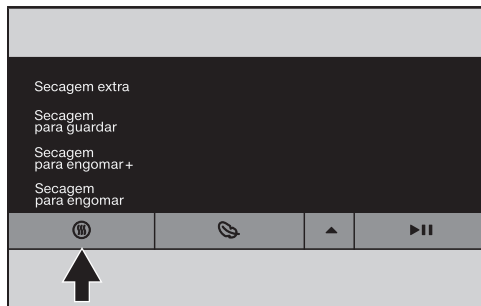 Secagem extra
Secagem
para guardar
Secagem
para engomar+
Secagem
para engomar